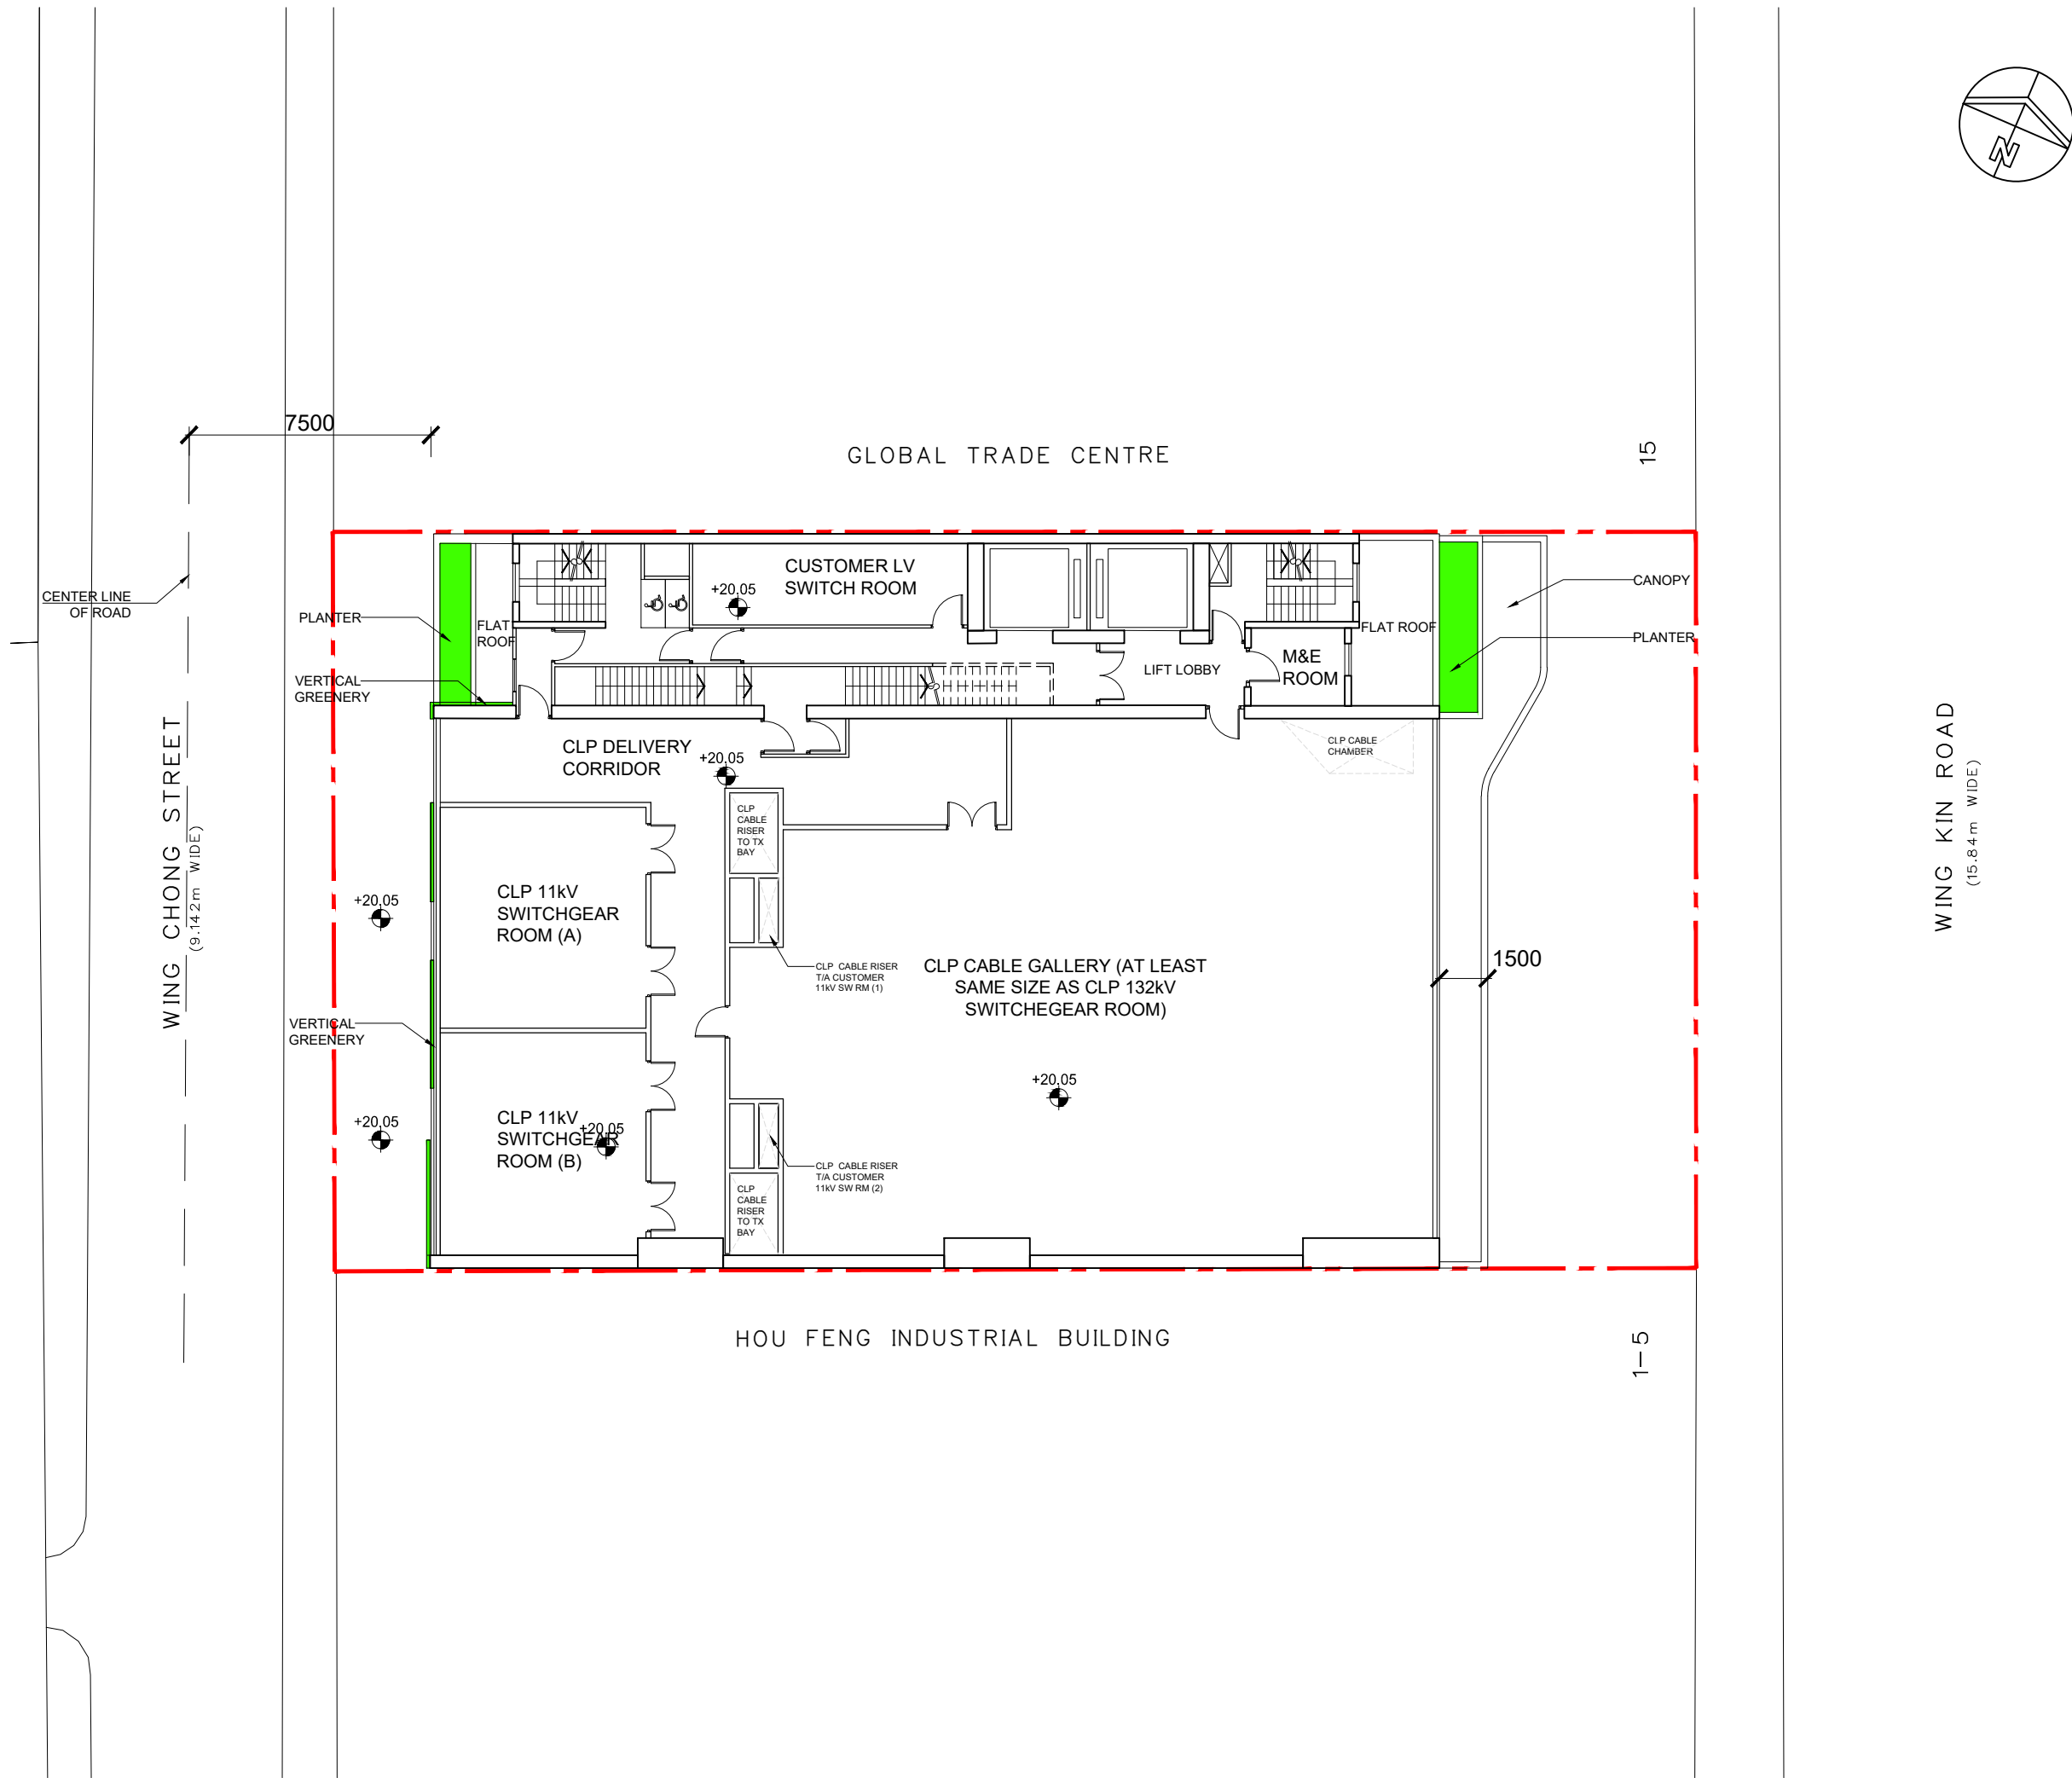 N
7500
GLOBAL TRADE CENTRE
15
CENTER LINE
OF ROAD
PLANTER
FLAT
ROOF
VERTICAL
GREENERY
+20.05
CUSTOMER LV
SWITCH ROOM
LIFT LOBBY
M&E
ROOM
FLAT ROOF
CANOPY
PLANTER
CLP DELIVERY
CORRIDOR
+20.05
CLP CABLE
CHAMBER
WING CHONG STREET
(9.142m WIDE)
WING KIN ROAD
(15.84m WIDE)
CLP
CABLE
RISER
TO TX
BAY
+20.05
CLP 11kV
SWITCHGEAR
ROOM (A)
CLP CABLE RISER
T/A CUSTOMER
11kV SW RM (1)
CLP CABLE GALLERY (AT LEAST
SAME SIZE AS CLP 132kV
SWITCHEGEAR ROOM)
1500
VERTICAL
GREENERY
+20.05
+20.05
CLP 11kV
SWITCHGEAR
ROOM (B)
+20.05
CLP CABLE RISER
T/A CUSTOMER
11kV SW RM (2)
CLP
CABLE
RISER
TO TX
BAY
HOU FENG INDUSTRIAL BUILDING
1-5